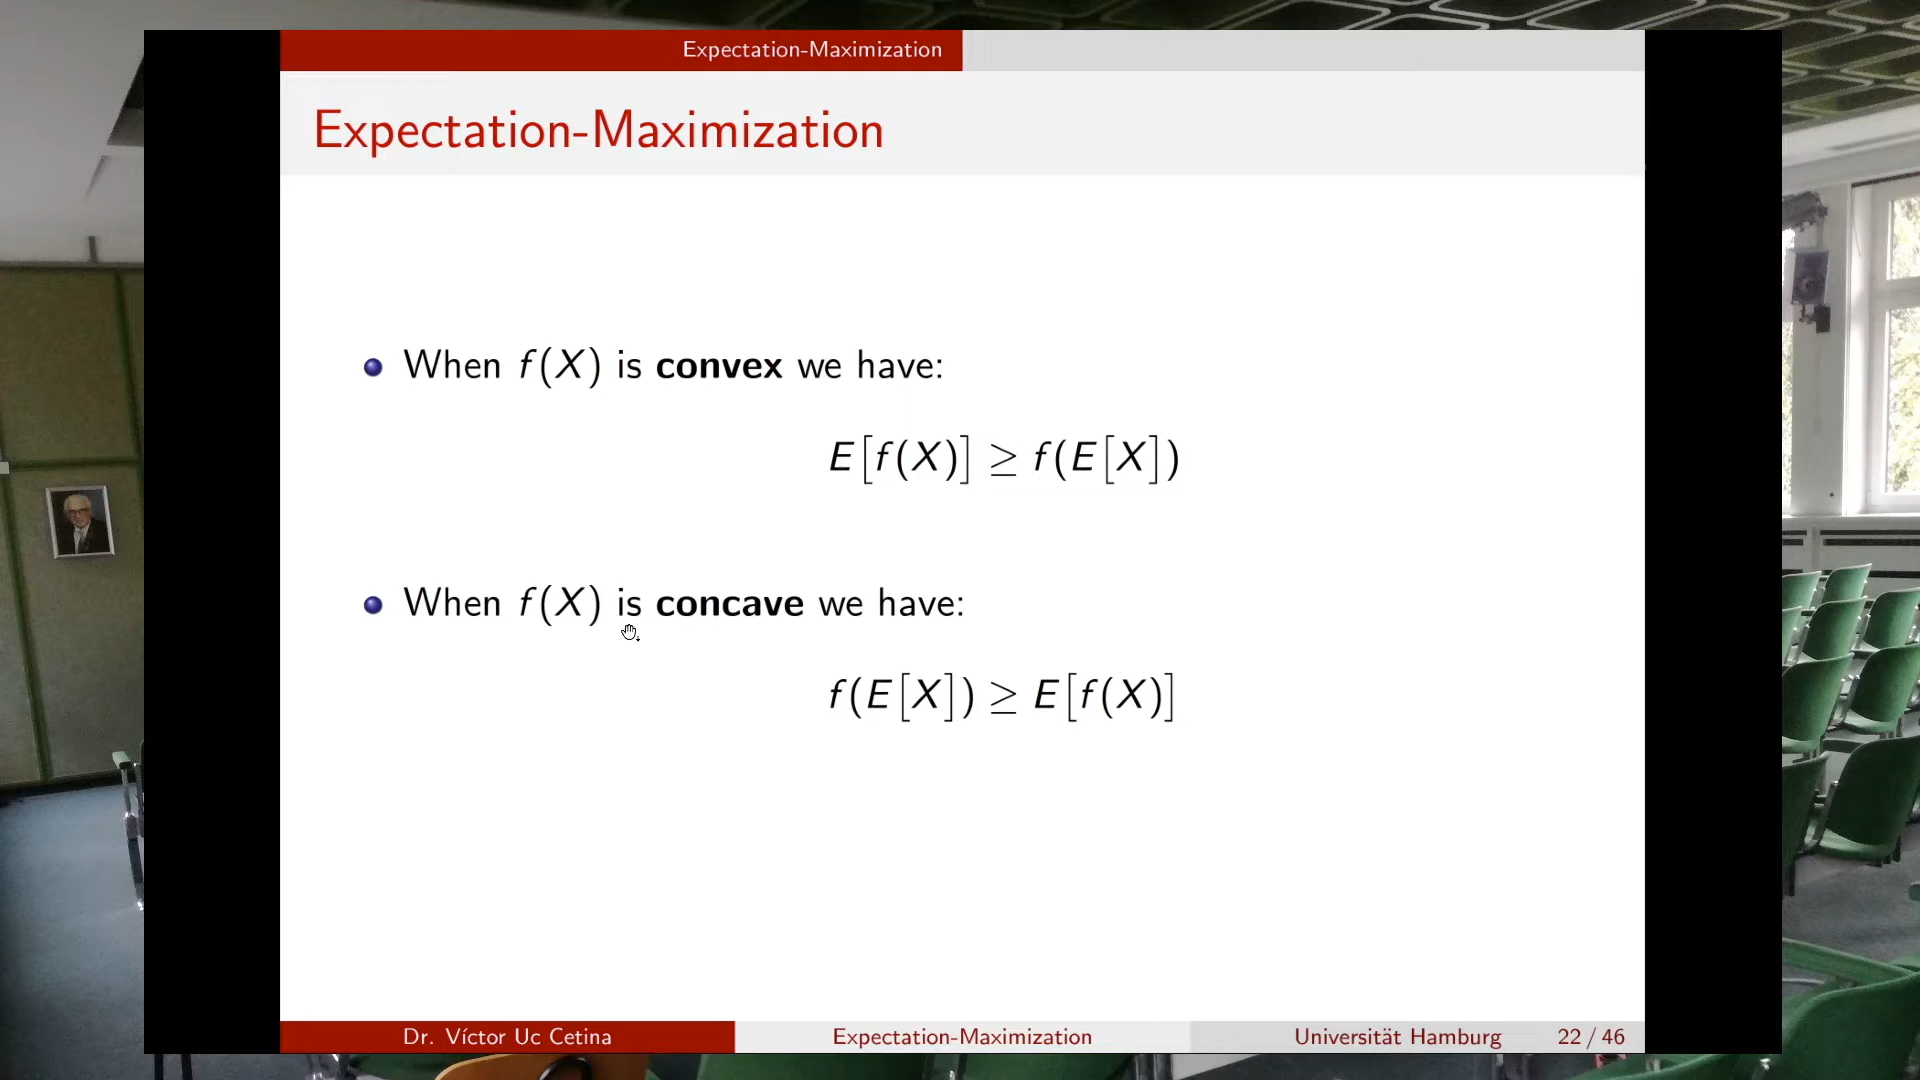 Expectation-Maximization
Expectation-Maximization
When f(X) is convex we have:
E[f(X)] ≥ f(E[X])
When f(X) is concave we have:
f(E[X]) ≥ E[f(X)]
Dr. Víctor Uc Cetina Expectation-Maximization Universität Hamburg 22 / 46